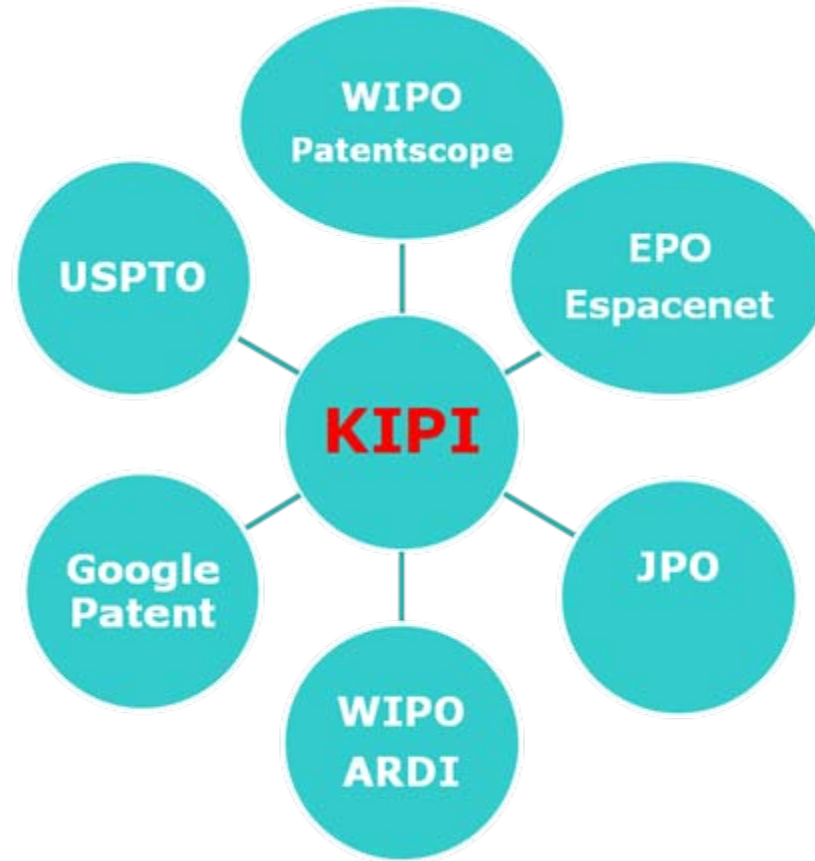 WIPO
Patentscope
USPTO
EPO
Espacenet
KIPI
Google
Patent
JPO
WIPO
ARDI